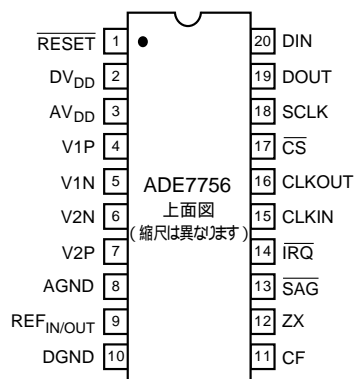 RESET 1 20 DIN
DVDD 2 19 DOUT
AVDD 3 18 SCLK
V1P 4 17 CS
V1N 5 ADE7756 16 CLKOUT
上面図
V2N 6 15 CLKIN
(縮尺は異なります)
V2P 7 14 IRQ
AGND 8 13 SAG
REFIN/OUT 9 12 ZX
DGND 10 11 CF